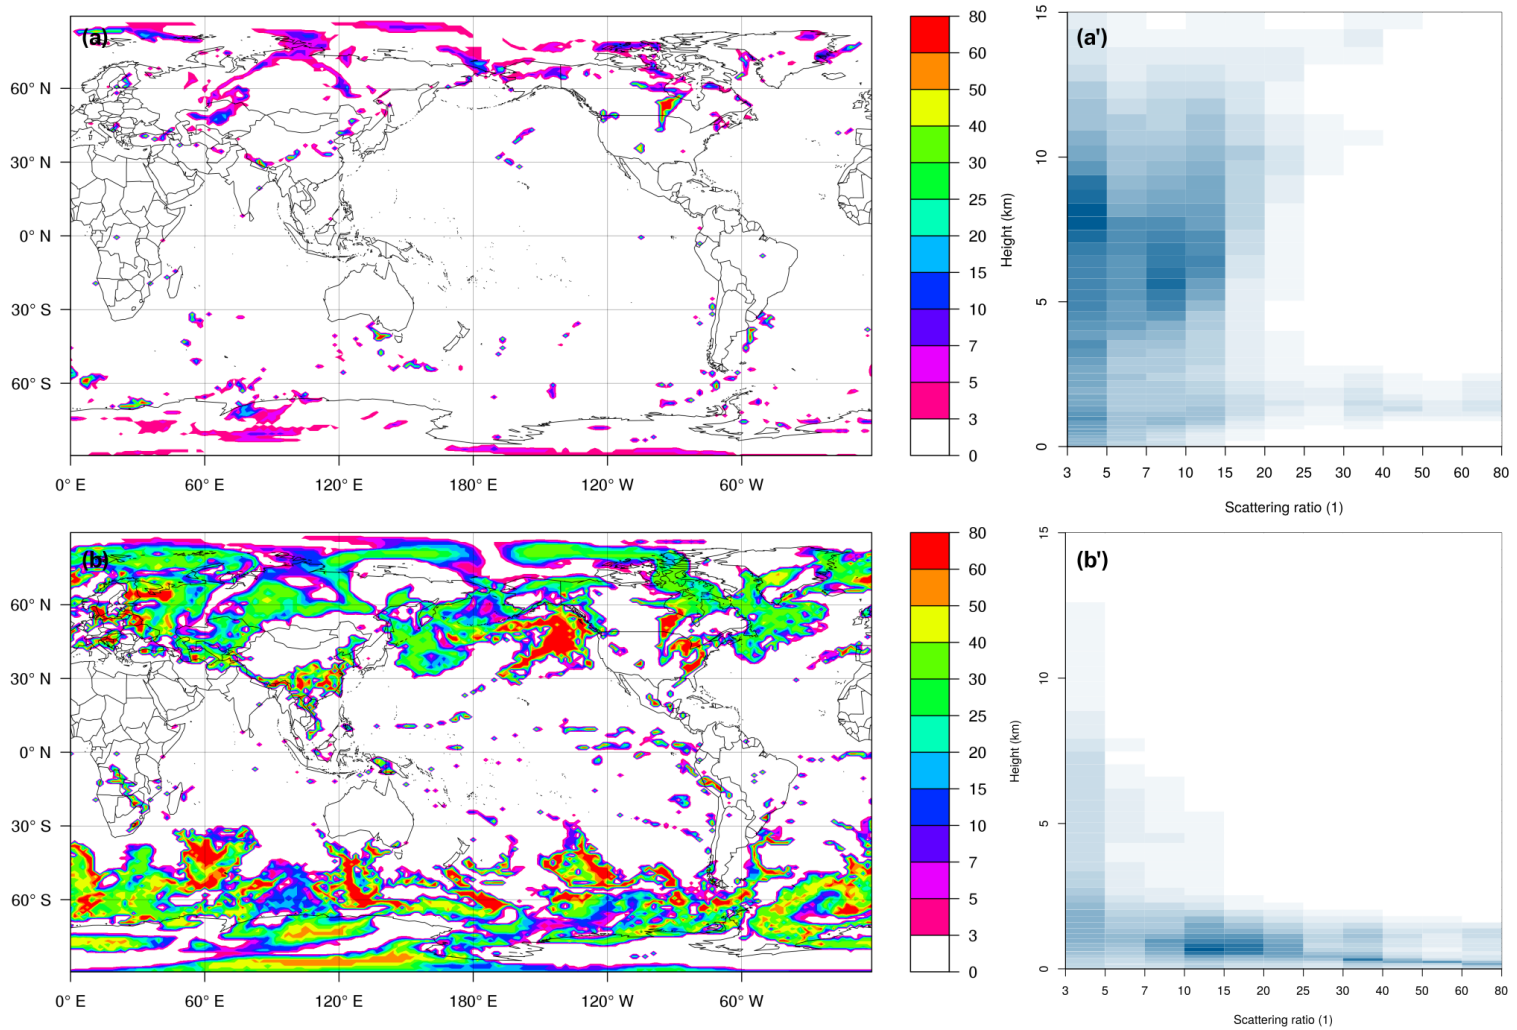 (a)
60° N
30° N
0° N
30° S
60° S
0° E
60° E
120° E
180° E
120° W
60° W
80
60
50
40
30
25
20
15
10
7
5
3
0
(a')
15
10
5
0
Height (km)
3 5 7 10 15 20 25 30 40 50 60 80
Scattering ratio (1)
(b)
60° N
30° N
0° N
30° S
60° S
0° E
60° E
120° E
180° E
120° W
60° W
80
60
50
40
30
25
20
15
10
7
5
3
0
(b')
15
10
5
0
Height (km)
3 5 7 10 15 20 25 30 40 50 60 80
Scattering ratio (1)